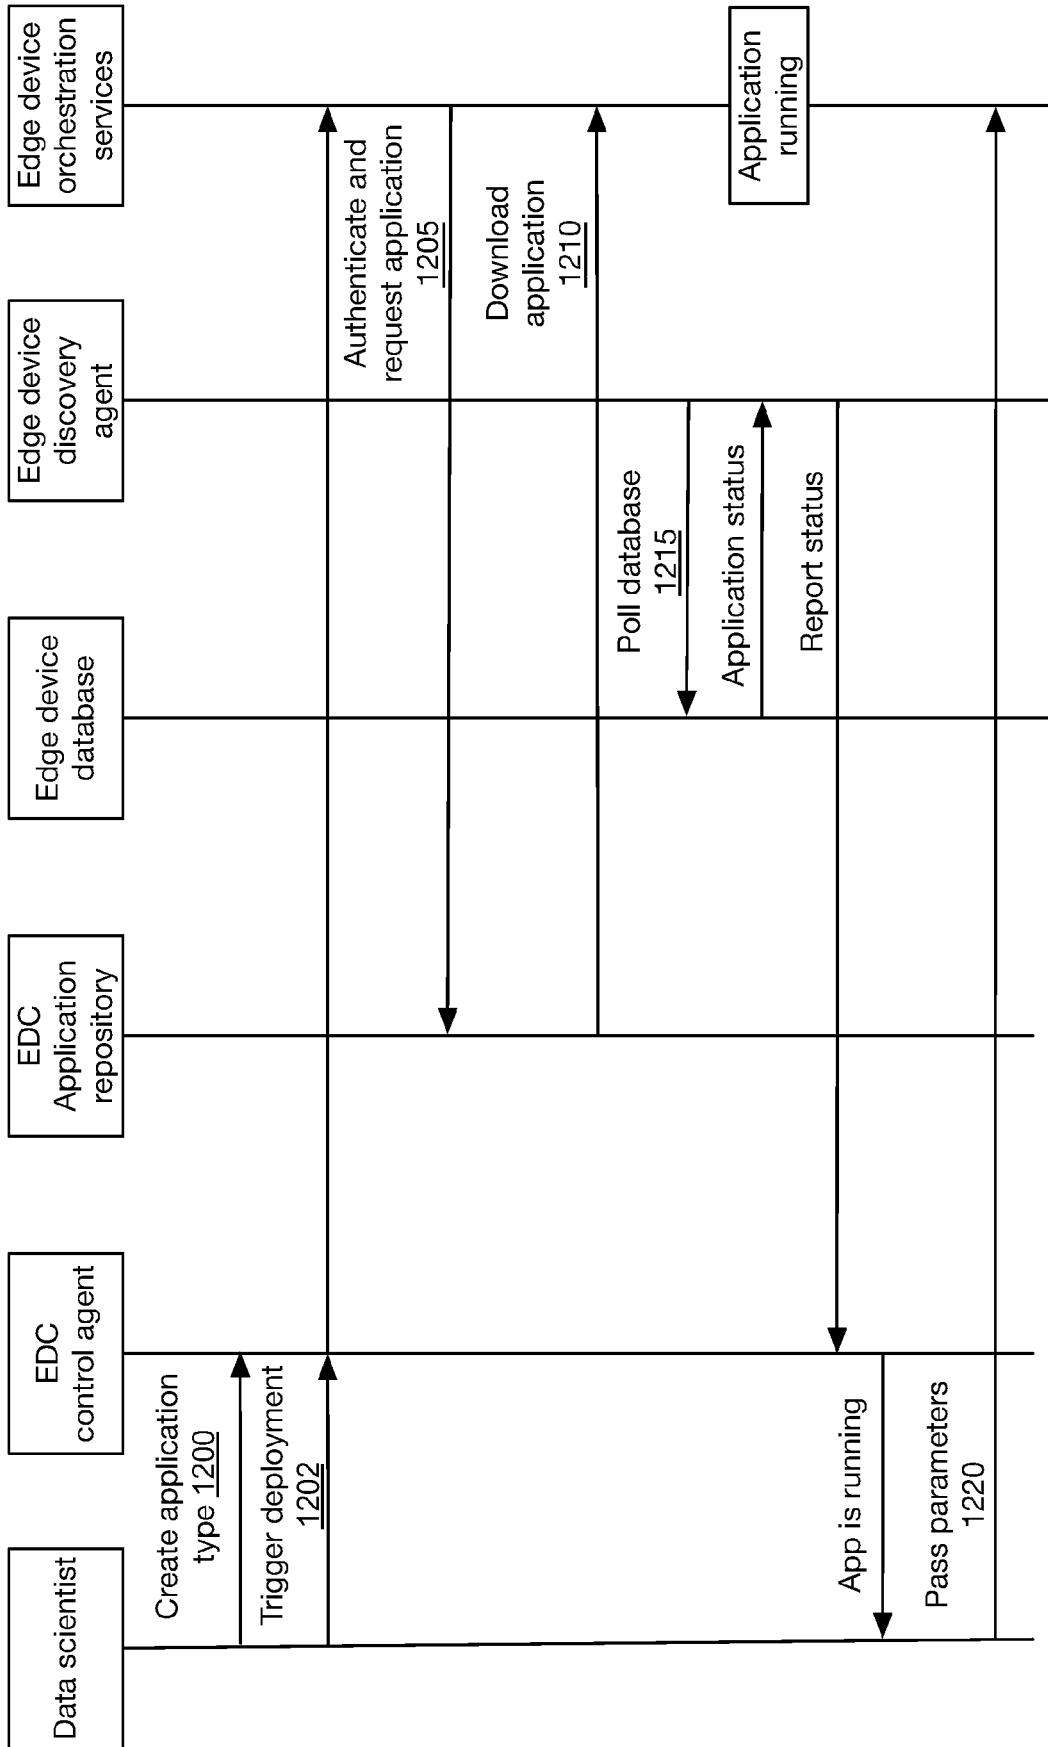 Data scientist
EDC
control agent
EDC
Application
repository
Edge device
database
Edge device
discovery
agent
Edge device
orchestration
services
Create application
type 1200
Trigger deployment
1202
Authenticate and
request application
1205
Download
application
1210
Poll database
1215
Application status
Application
running
Report status
App is running
Pass parameters
1220